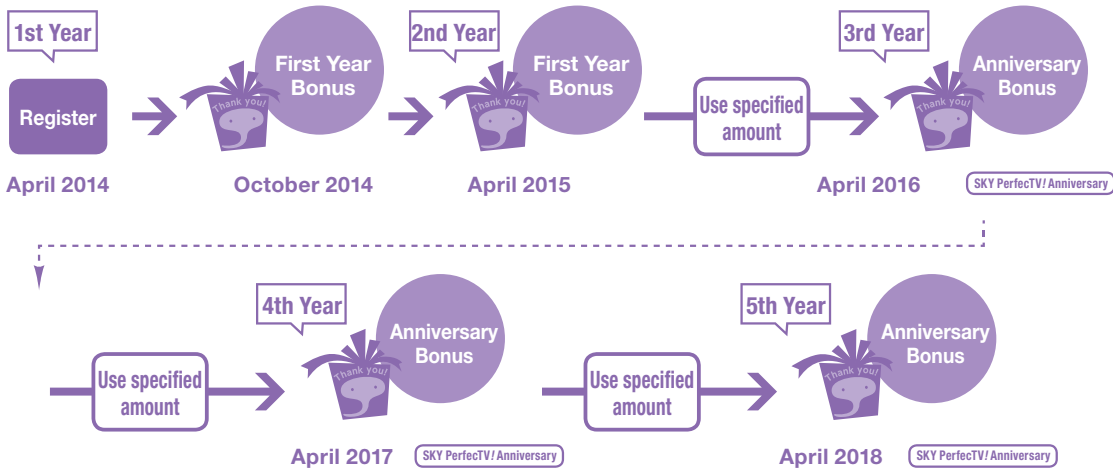 1st Year
Register
April 2014
Thank you!
First Year
Bonus
October 2014
2nd Year
Thank you!
First Year
Bonus
April 2015
Use specified
amount
3rd Year
Thank you!
Anniversary
Bonus
April 2016
SKY PerfecTV! Anniversary
Use specified
amount
4th Year
Thank you!
Anniversary
Bonus
April 2017
SKY PerfecTV! Anniversary
Use specified
amount
5th Year
Thank you!
Anniversary
Bonus
April 2018
SKY PerfecTV! Anniversary